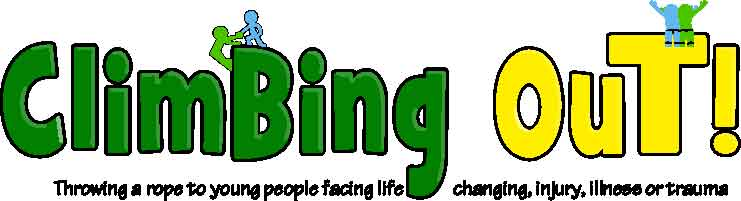 ClimBing OuT!
Throwing a rope to young people facing life changing, injury, illness or trauma